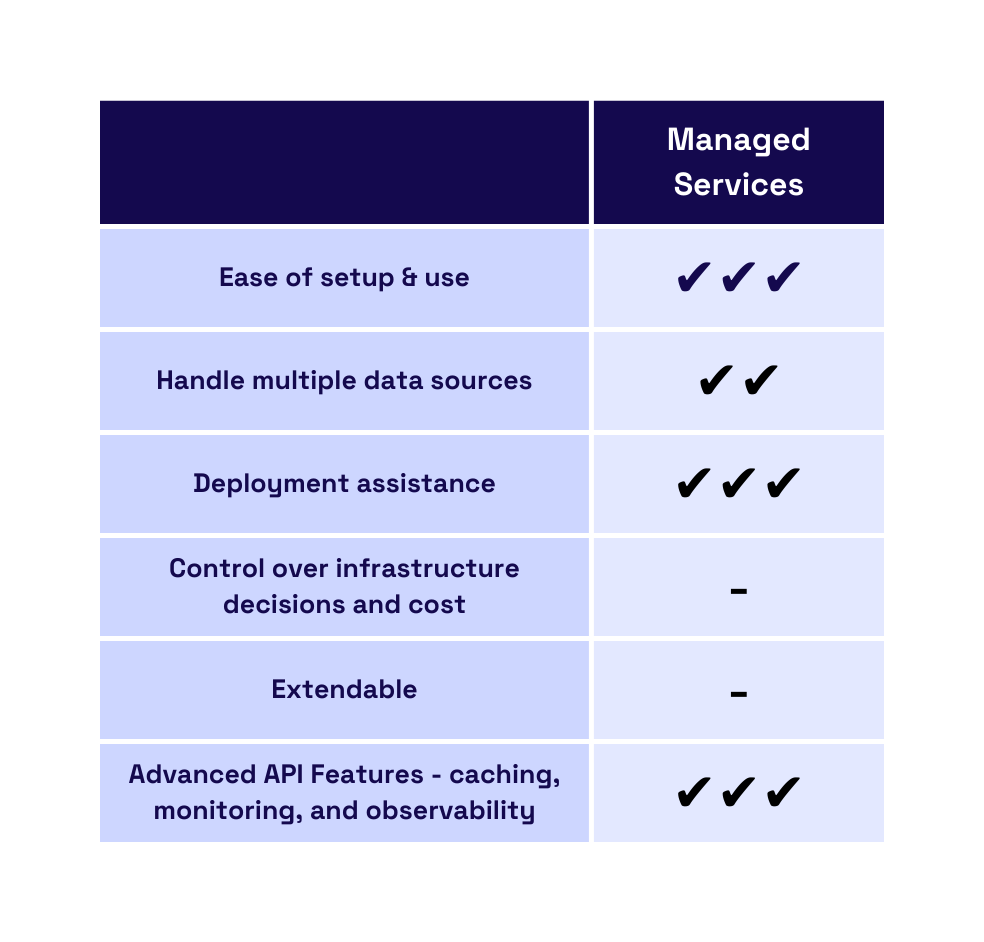 Managed
Services
Ease of setup & use
✔✔✔
Handle multiple data sources
✔✔
Deployment assistance
✔✔✔
Control over infrastructure
decisions and cost
-
Extendable
-
Advanced API Features - caching,
monitoring, and observability
✔✔✔